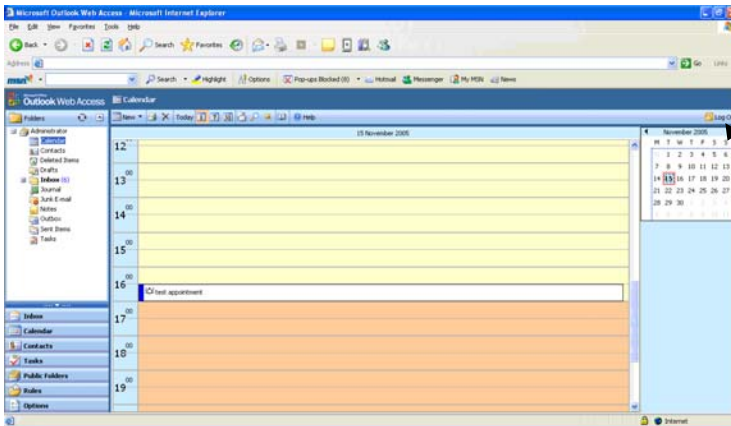 Microsoft Outlook Web Access - Microsoft Internet Explorer
File Edit View Favorites Tools Help
Back Search Favorites
Address Go Links
msn Search Highlight Options Pop-ups Blocked (0) Hotmail Messenger My MSN News
Microsoft Office
Outlook Web Access Calendar
Folders New Today Help Log O
15 November 2005
Administrator
Calendar
Contacts
Deleted Items
Drafts
Inbox (6)
Journal
Junk E-mail
Notes
Outbox
Sent Items
Tasks
Inbox
Calendar
Contacts
Tasks
Public Folders
Rules
Options
12 00
13 00
14 00
15 00
16 00
test appointment
17 00
18 00
19 00
November 2005
M T W T F S S
1 2 3 4 5 6
7 8 9 10 11 12 13
14 15 16 17 18 19 20
21 22 23 24 25 26 27
28 29 30
Internet